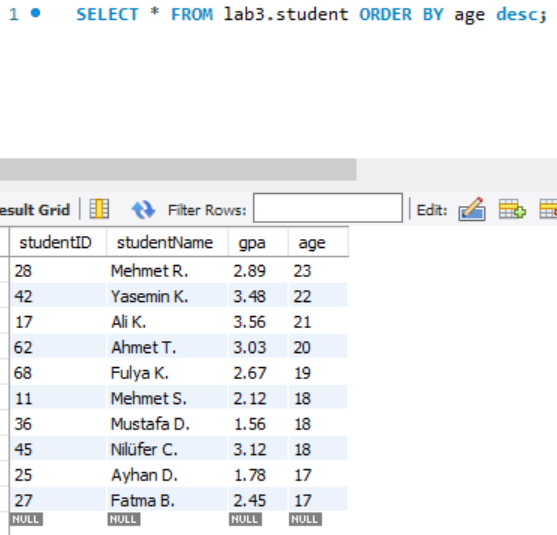 1 SELECT * FROM lab3.student ORDER BY age desc;
esult Grid Filter Rows: Edit:
studentID studentName gpa age
28 Mehmet R. 2.89 23
42 Yasemin K. 3.48 22
17 Ali K. 3.56 21
62 Ahmet T. 3.03 20
68 Fulya K. 2.67 19
11 Mehmet S. 2.12 18
36 Mustafa D. 1.56 18
45 Nilüfer C. 3.12 18
25 Ayhan D. 1.78 17
27 Fatma B. 2.45 17
NULL NULL NULL NULL